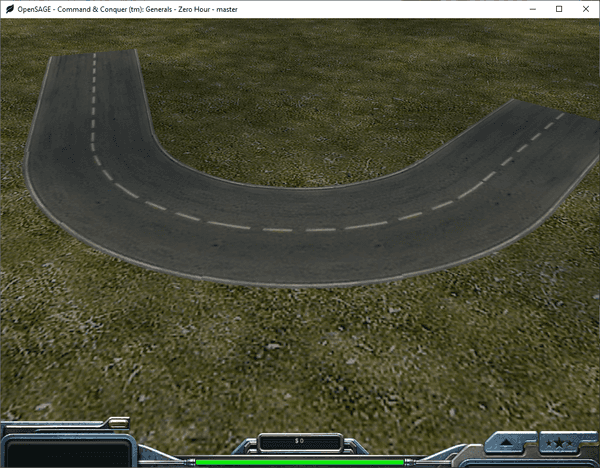 OpenSAGE - Command & Conquer (tm): Generals - Zero Hour - master
$ 0